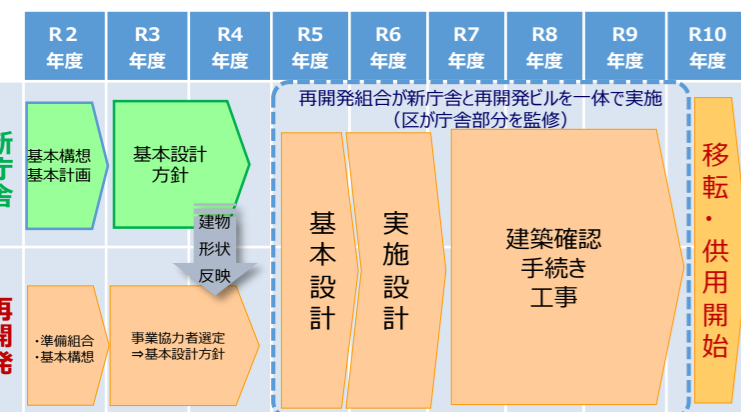 R2
年度
R3
年度
R4
年度
R5
年度
R6
年度
R7
年度
R8
年度
R9
年度
R10
年度
再開発組合が新庁舎と再開発ビルを一体で実施
（区が庁舎部分を監修）
新庁舎
基本構想
基本計画
基本設計
方針
建物
形状
反映
基本設計
実施設計
建築確認
手続き
工事
移転・供用開始
再開発
・準備組合
・基本構想
事業協力者選定
⇒基本設計方針